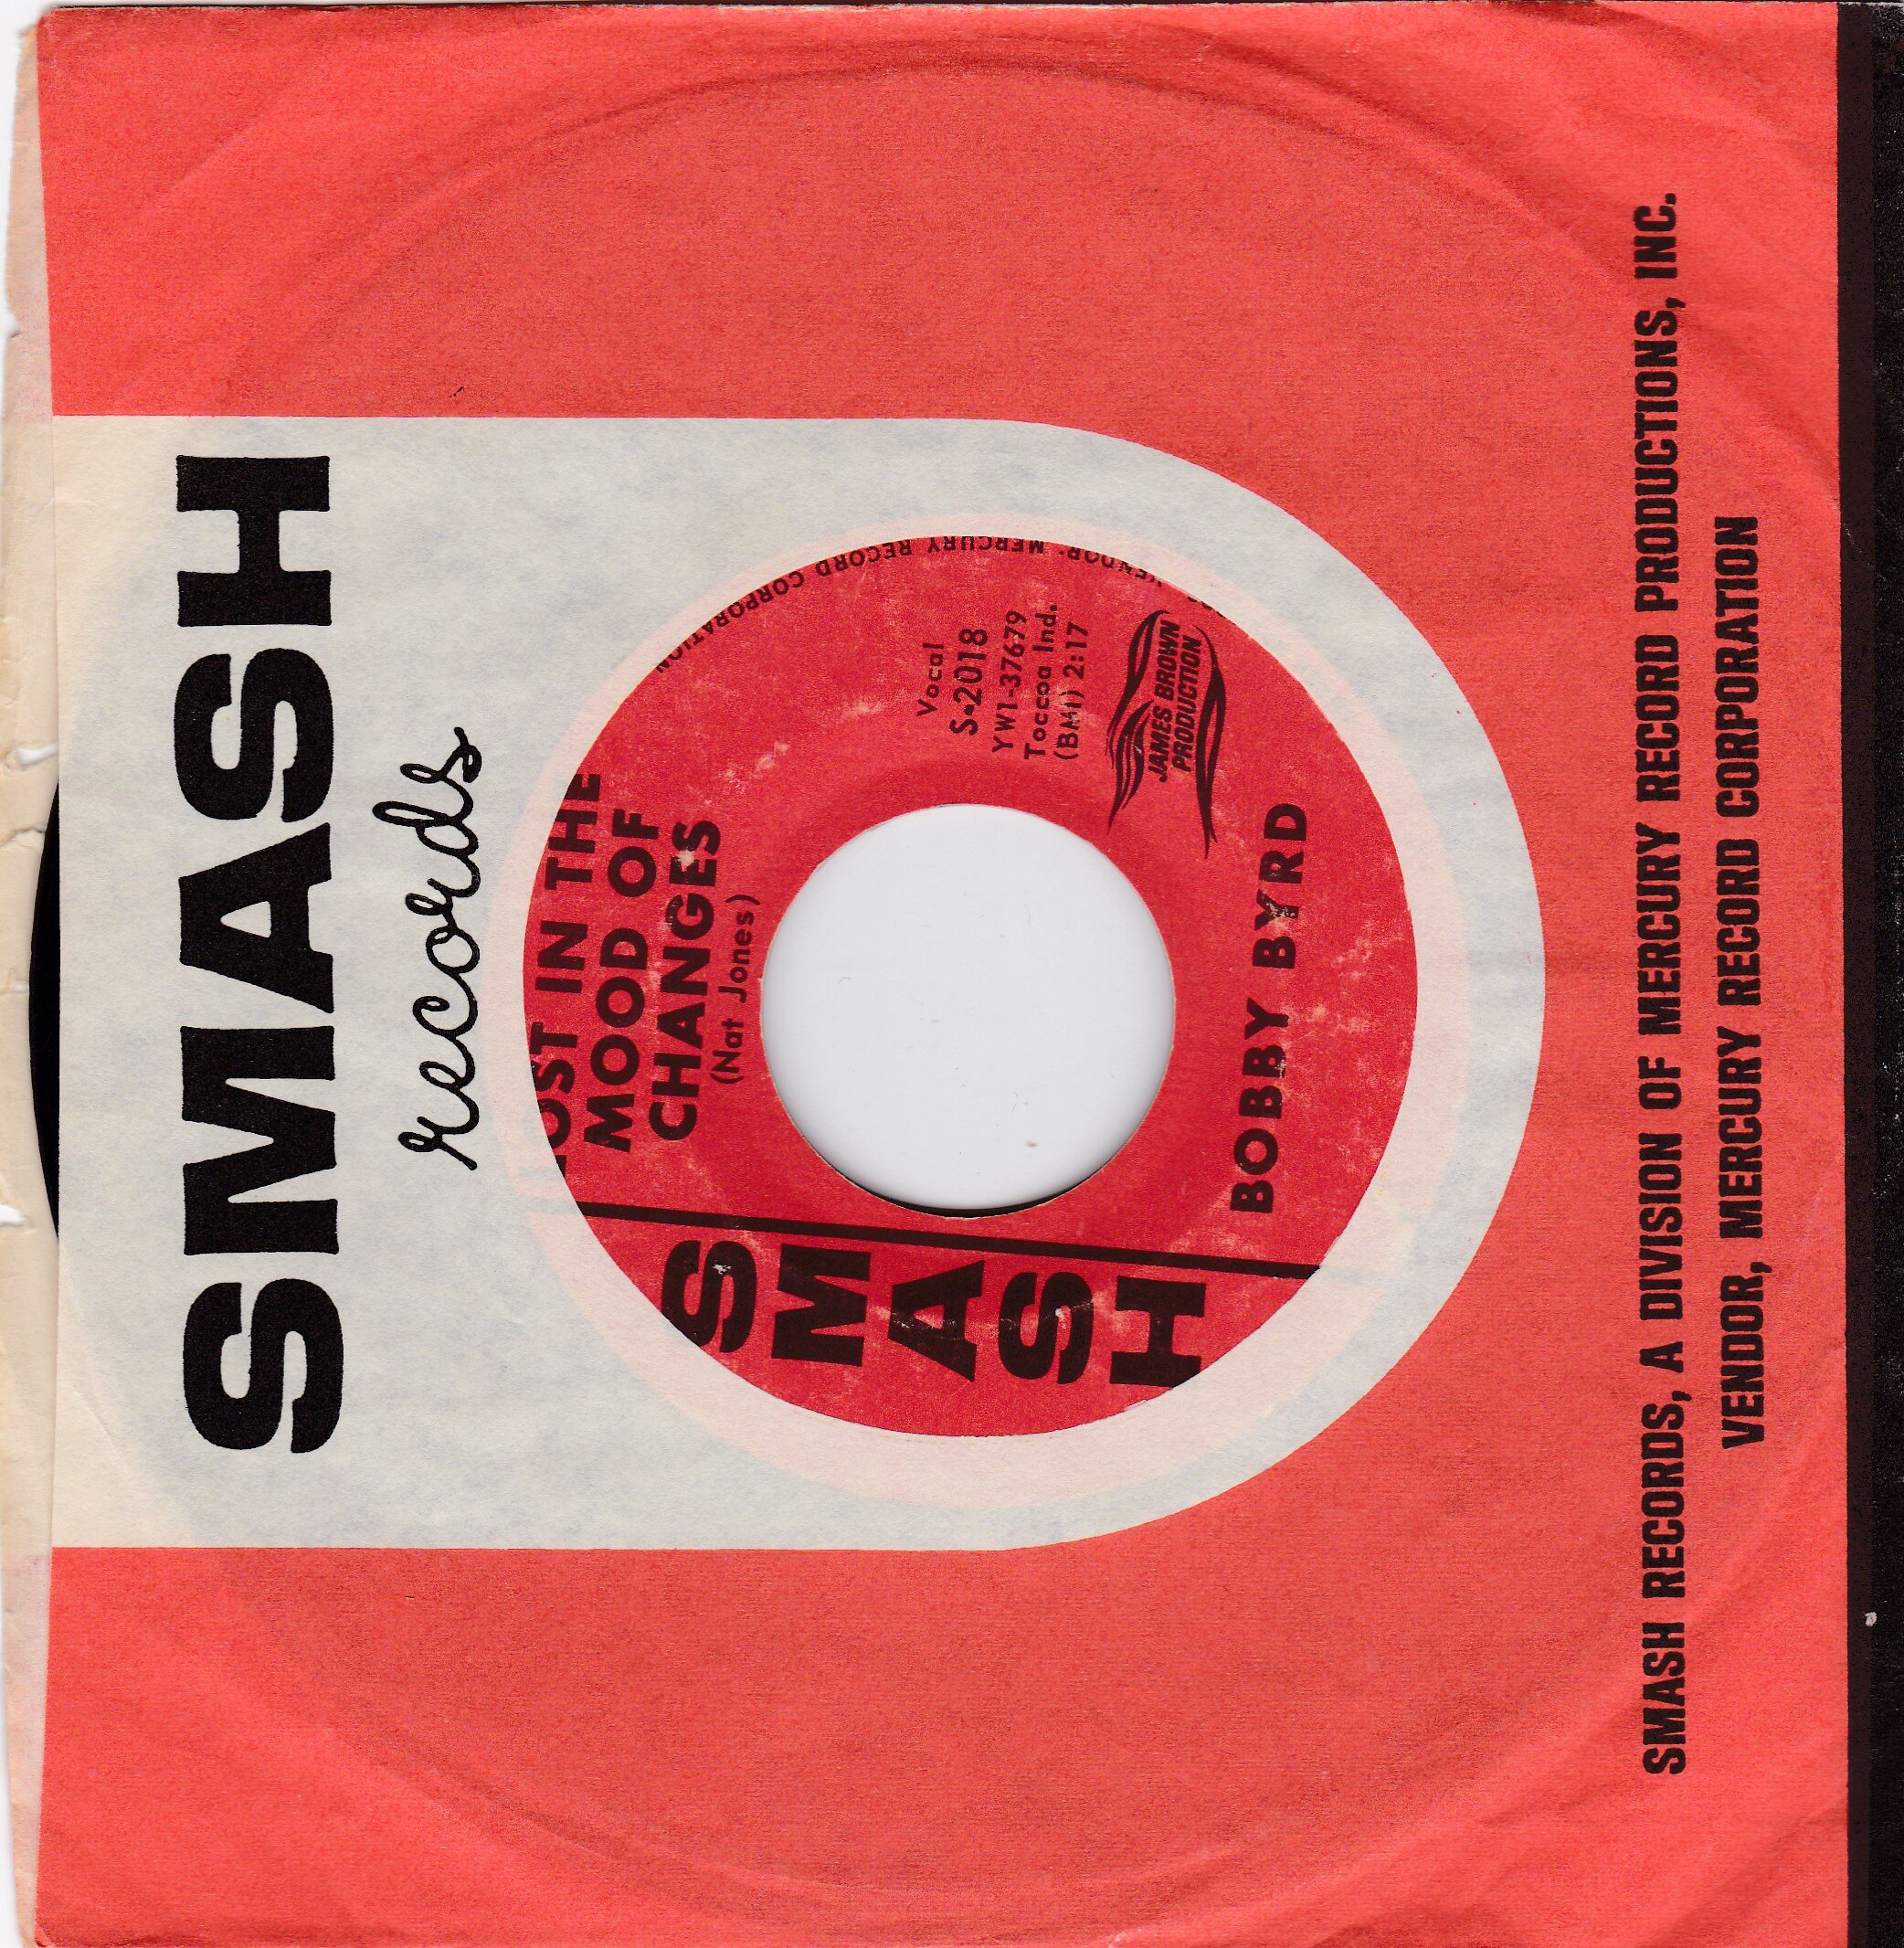 SMASH
records
LOST IN THE
MOOD OF
CHANGES
(Nat Jones)
Vocal
S-2018
YW1-37679
Toccoa Ind.
(BMI) 2:17
JAMES BROWN
PRODUCTION
BOBBY BYRD
SMASH
VENDOR: MERCURY RECORD CORPORATION
SMASH RECORDS, A DIVISION OF MERCURY RECORD PRODUCTIONS, INC.
VENDOR, MERCURY RECORD CORPORATION